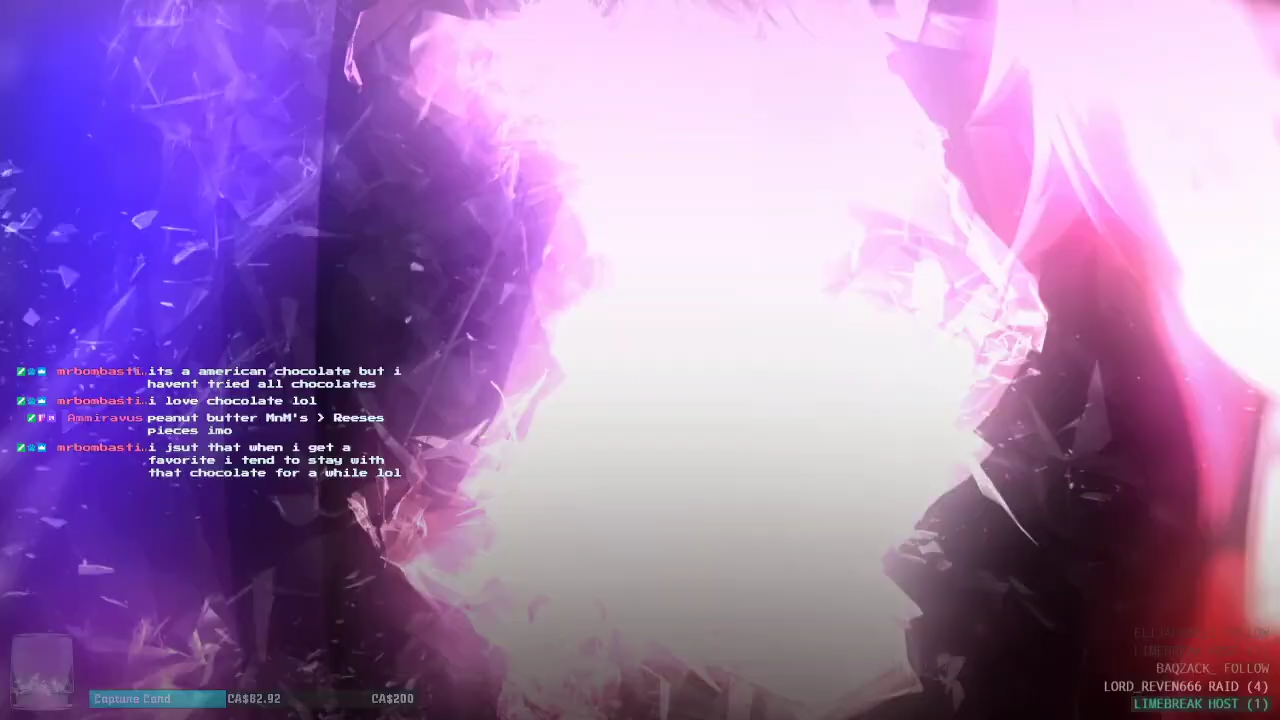 mrbombasti..its a american chocolate but i
havent tried all chocolates
mrbombasti..i love chocolate lol
Ammiravus peanut butter MnM's > Reeses
pieces imo
mrbombasti..i jsut that when i get a
favorite i tend to stay with
that chocolate for a while lol
Capture Card CA$82.92 CA$200
LIMEBREAK
BAQZACK_ FOLLOW
LORD_REVEN666 RAID (4)
LIMEBREAK HOST (1)